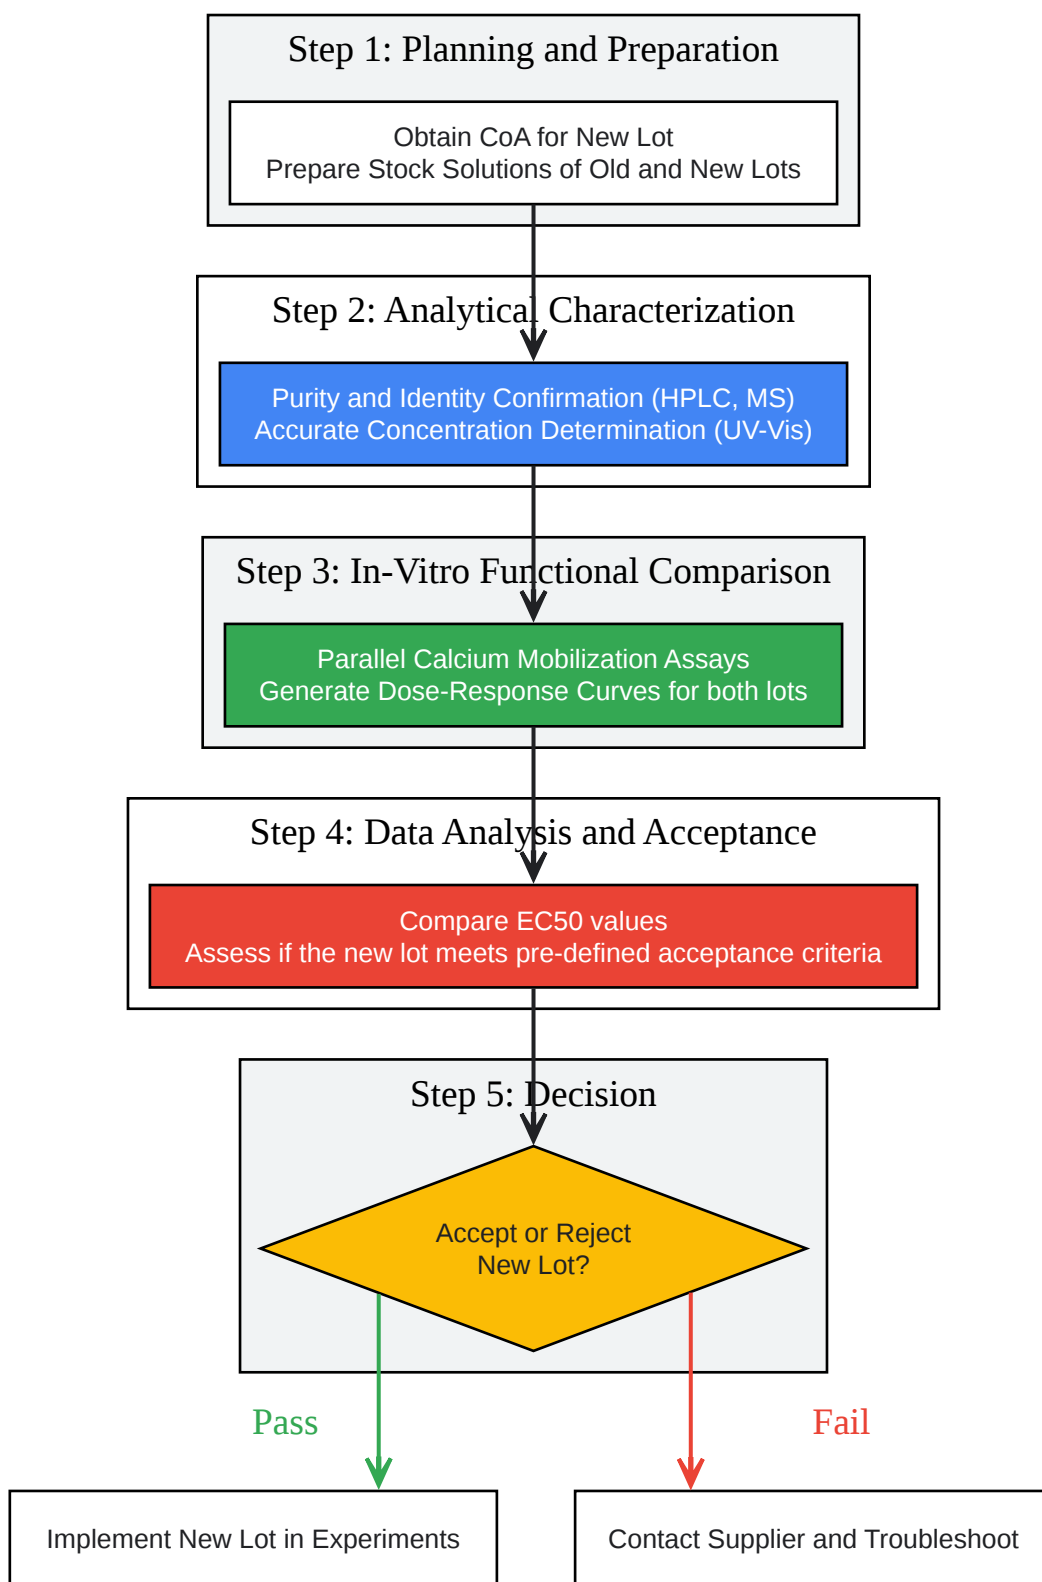 Step 1: Planning and Preparation
Obtain CoA for New Lot
Prepare Stock Solutions of Old and New Lots
Step 2: Analytical Characterization
Purity and Identity Confirmation (HPLC, MS)
Accurate Concentration Determination (UV-Vis)
Step 3: In-Vitro Functional Comparison
Parallel Calcium Mobilization Assays
Generate Dose-Response Curves for both lots
Step 4: Data Analysis and Acceptance
Compare EC50 values
Assess if the new lot meets pre-defined acceptance criteria
Step 5: Decision
Accept or Reject
New Lot?
Pass
Fail
Implement New Lot in Experiments
Contact Supplier and Troubleshoot